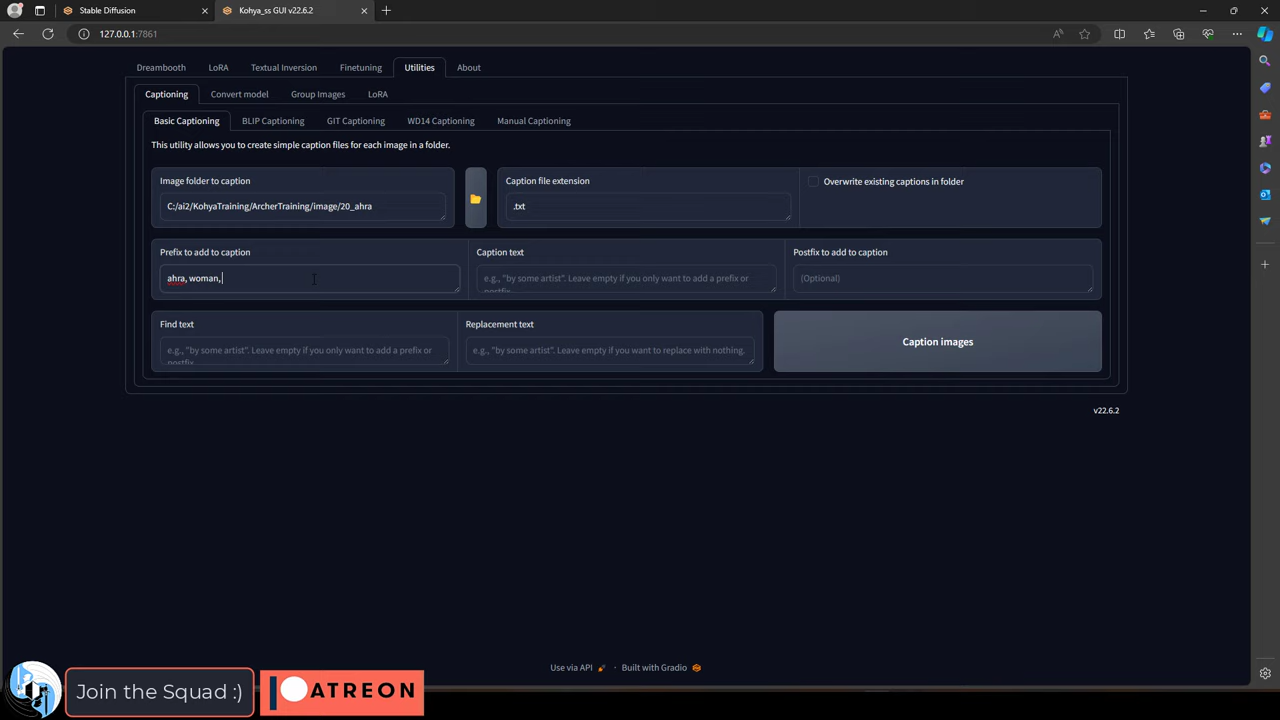 Stable Diffusion
Kohya_ss GUI v22.6.2
127.0.0.1:7861
Dreambooth LoRA Textual Inversion Finetuning Utilities About
Captioning Convert model Group Images LoRA
Basic Captioning BLIP Captioning GIT Captioning WD14 Captioning Manual Captioning
This utility allows you to create simple caption files for each image in a folder.
Image folder to caption
C:/ai2/KohyaTraining/ArcherTraining/image/20_ahra
Caption file extension
.txt
Overwrite existing captions in folder
Prefix to add to caption
ahra, woman,
Caption text
e.g., "by some artist". Leave empty if you only want to add a prefix or
postfix.
Postfix to add to caption
(Optional)
Find text
e.g., "by some artist". Leave empty if you only want to add a prefix or
postfix.
Replacement text
e.g., "by some artist". Leave empty if you want to replace with nothing.
Caption images
v22.6.2
Use via API · Built with Gradio
Join the Squad :)
PATREON